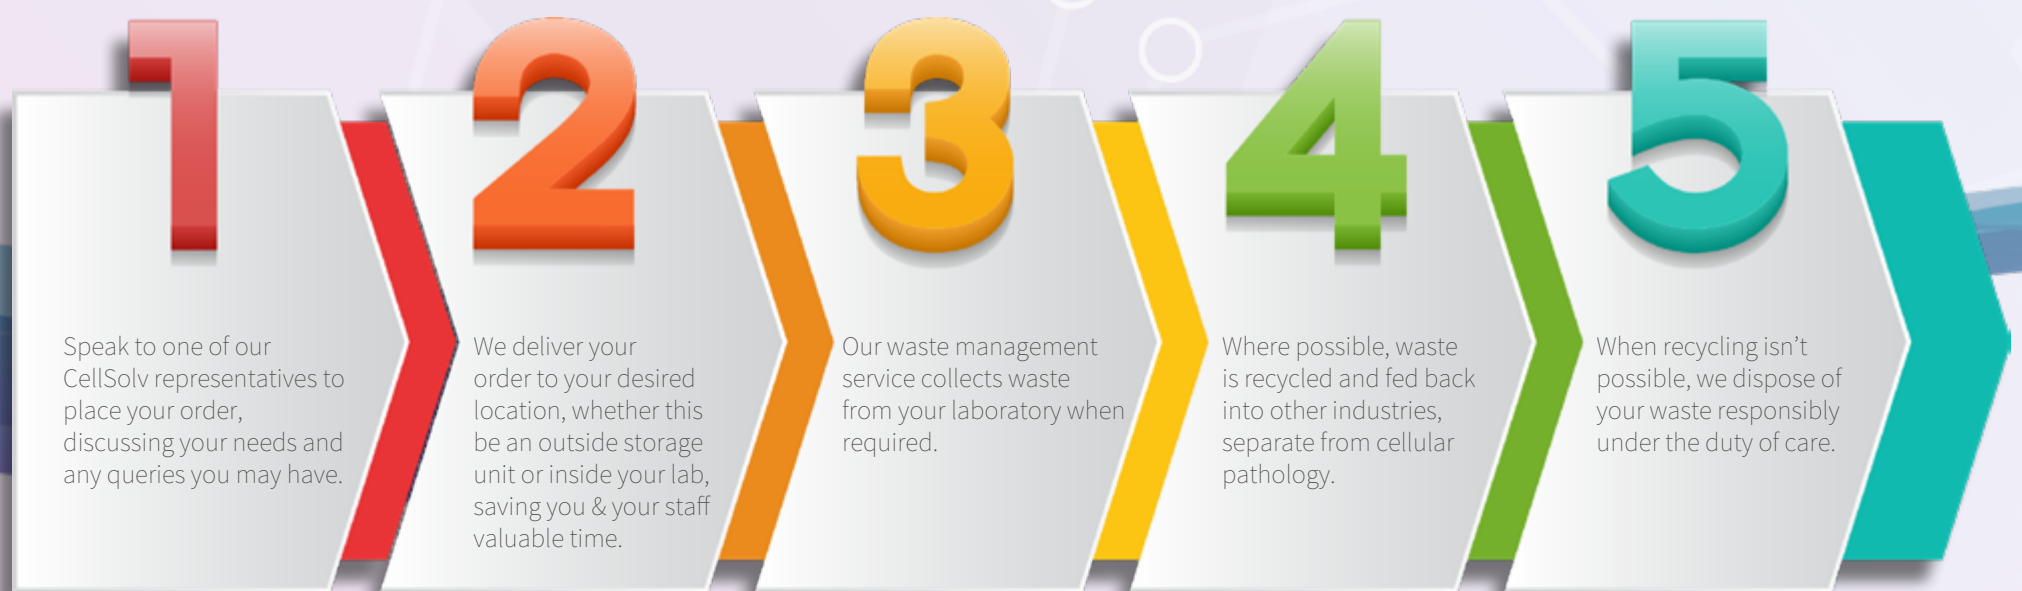 1
Speak to one of our
CellSolv representatives to
place your order,
discussing your needs and
any queries you may have.
2
We deliver your
order to your desired
location, whether this
be an outside storage
unit or inside your lab,
saving you & your staff
valuable time.
3
Our waste management
service collects waste
from your laboratory when
required.
4
Where possible, waste
is recycled and fed back
into other industries,
separate from cellular
pathology.
5
When recycling isn’t
possible, we dispose of
your waste responsibly
under the duty of care.